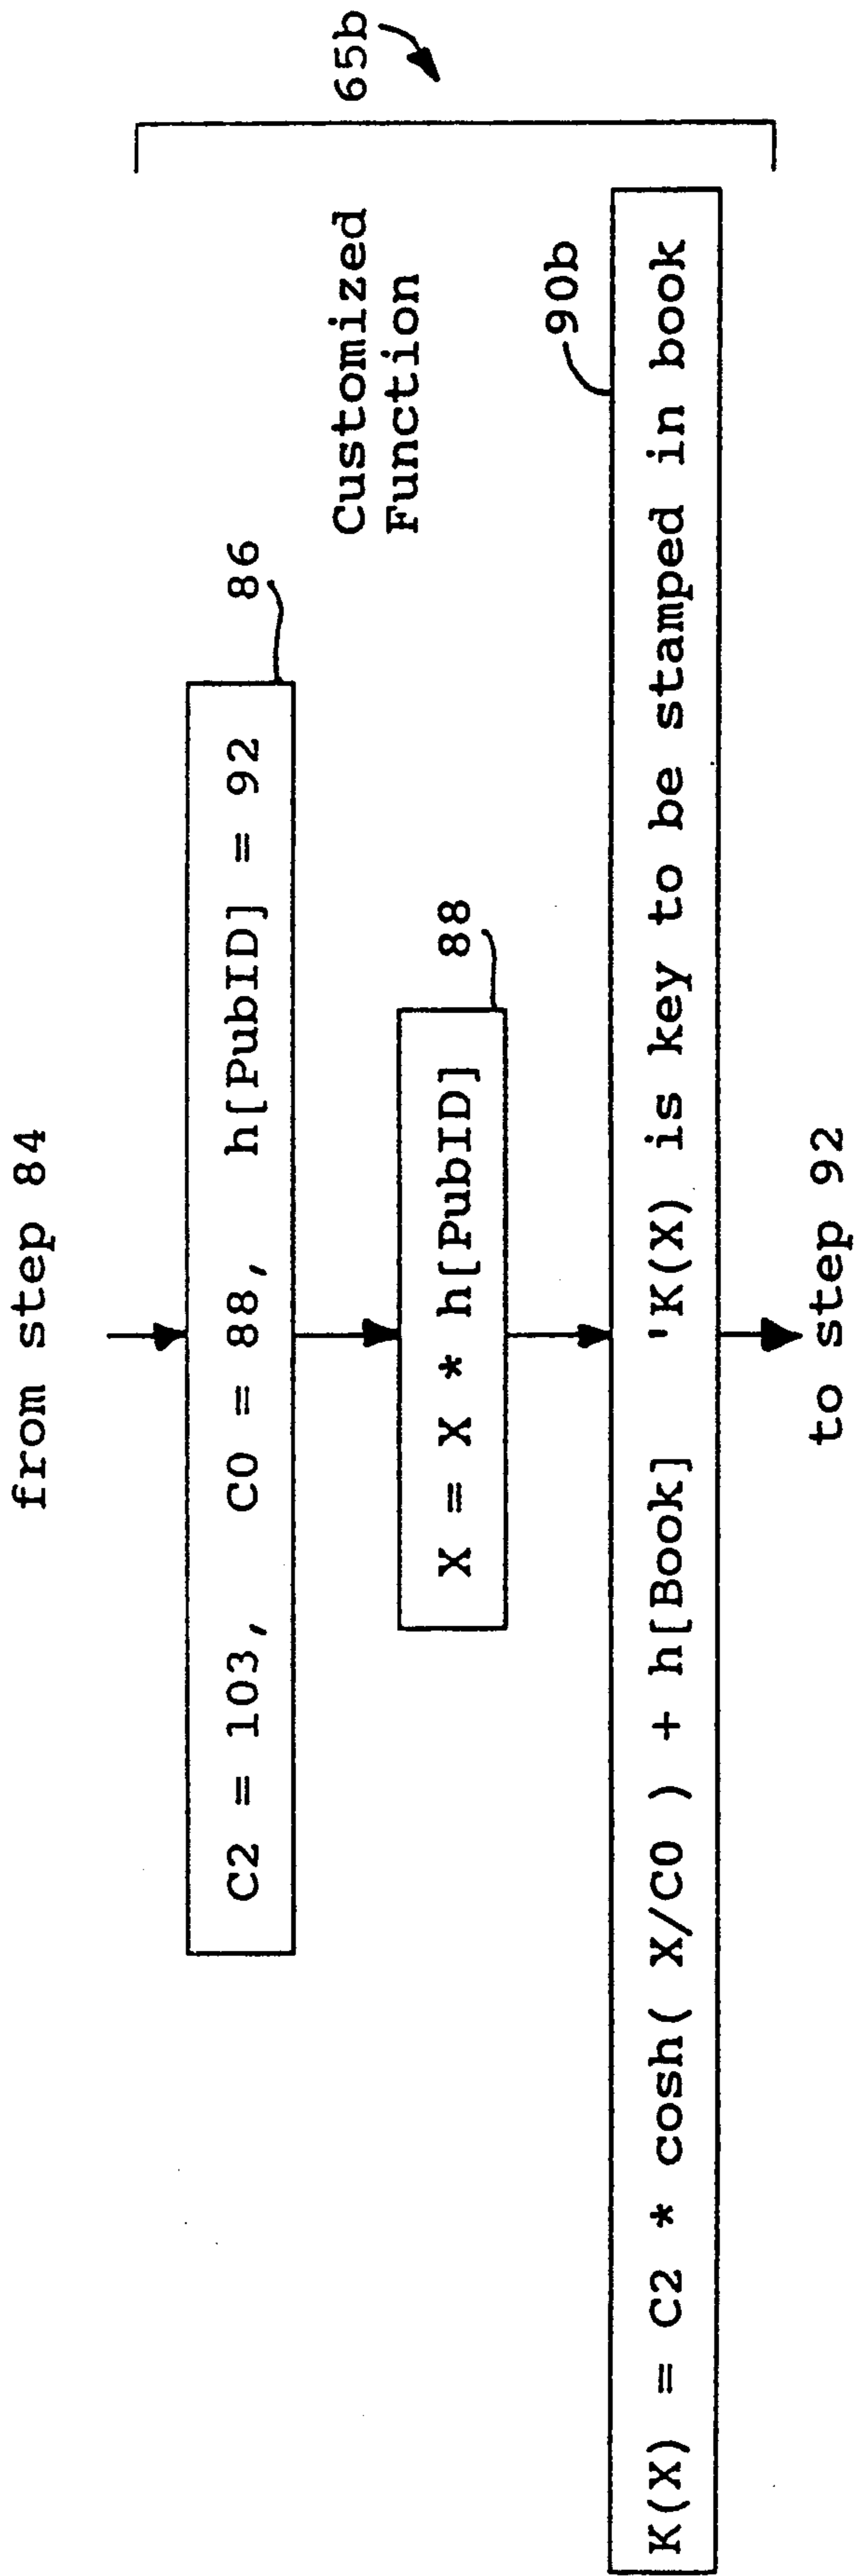 from step 84
C2 = 103, C0 = 88, h[PubID] = 92
86
X = X * h[PubID]
88
Customized
Function
65b
90b
K(X) = C2 * cosh( X/C0 ) + h[Book] 'K(X) is key to be stamped in book
to step 92